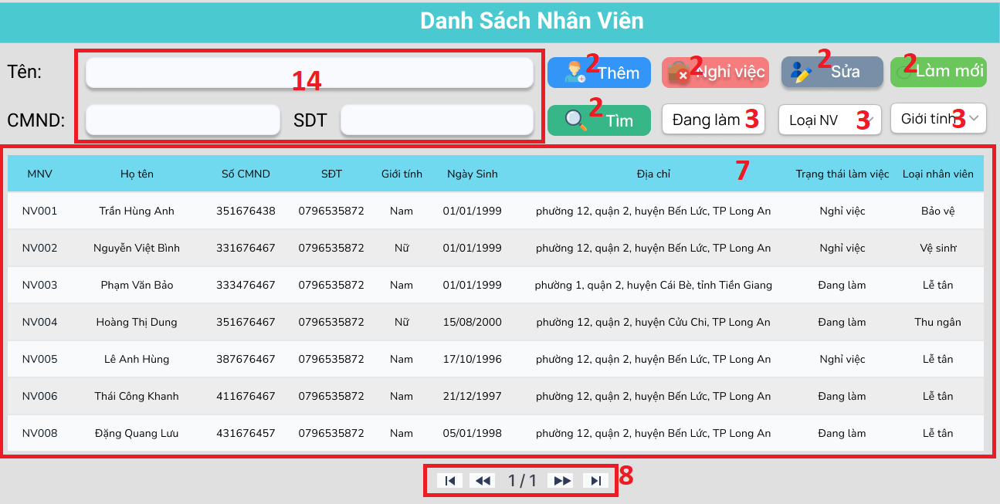 Danh Sách Nhân Viên
Tên: 14 2 Thêm 2 Nghỉ việc 2 Sửa 2 Làm mới
CMND: SDT 2 Tìm Đang làm 3 Loại NV 3 Giới tính 3
7
MNV Họ tên Số CMND SĐT Giới tính Ngày Sinh Địa chỉ Trạng thái làm việc Loại nhân viên
NV001 Trần Hùng Anh 351676438 0796535872 Nam 01/01/1999 phường 12, quận 2, huyện Bến Lức, TP Long An Nghỉ việc Bảo vệ
NV002 Nguyễn Việt Bình 331676467 0796535872 Nữ 01/01/1999 phường 12, quận 2, huyện Bến Lức, TP Long An Nghỉ việc Vệ sinh
NV003 Phạm Văn Bảo 333476467 0796535872 Nam 01/01/1999 phường 1, quận 2, huyện Cái Bè, tỉnh Tiền Giang Đang làm Lễ tân
NV004 Hoàng Thị Dung 351676467 0796535872 Nữ 15/08/2000 phường 12, quận 2, huyện Cửu Chi, TP Long An Đang làm Thu ngân
NV005 Lê Anh Hùng 387676467 0796535872 Nam 17/10/1996 phường 12, quận 2, huyện Bến Lức, TP Long An Nghỉ việc Lễ tân
NV006 Thái Công Khanh 411676467 0796535872 Nam 21/12/1997 phường 12, quận 2, huyện Bến Lức, TP Long An Đang làm Lễ tân
NV008 Đặng Quang Lưu 431676457 0796535872 Nam 05/01/1998 phường 12, quận 2, huyện Bến Lức, TP Long An Đang làm Lễ tân
1 / 1 8